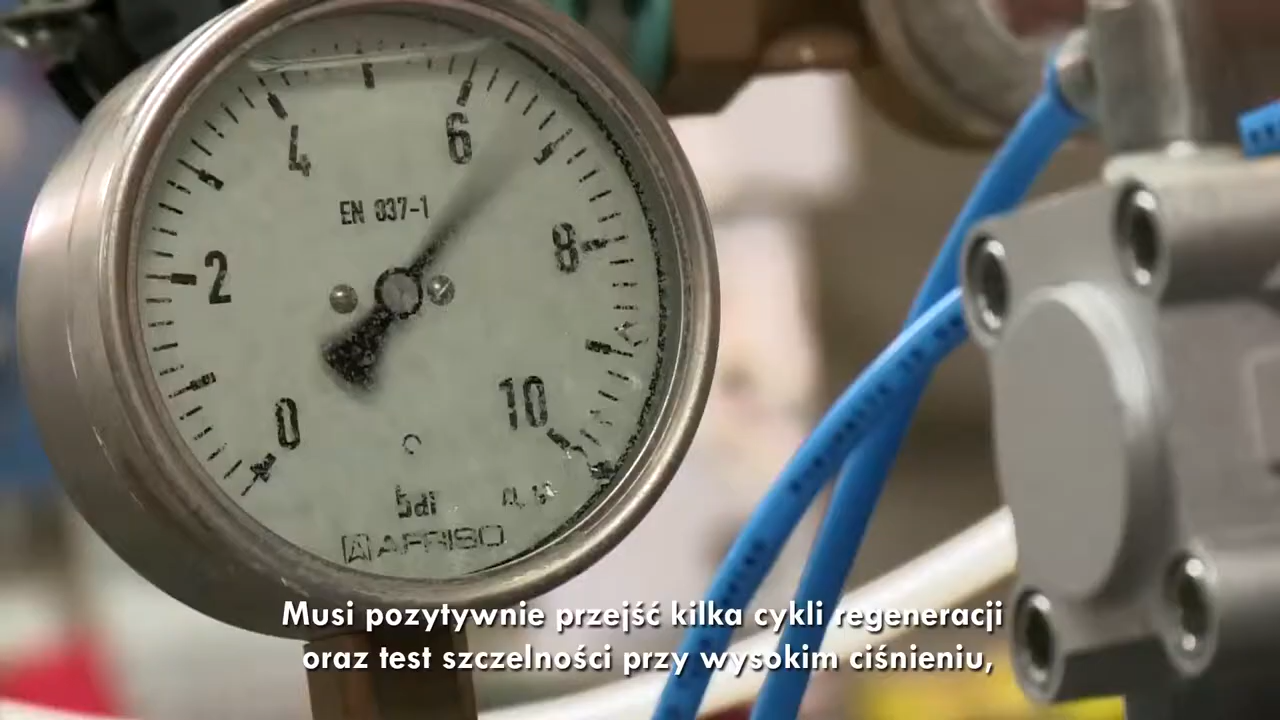 4
6
EN 837-1
2
8
0
10
bar
AFRISO
Musi pozytywnie przejść kilka cykli regeneracji
oraz test szczelności przy wysokim ciśnieniu,